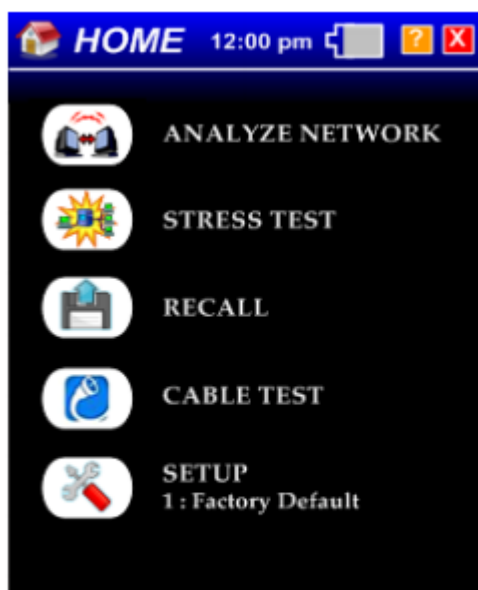 HOME 12:00 pm ? X
ANALYZE NETWORK
STRESS TEST
RECALL
CABLE TEST
SETUP
1 : Factory Default